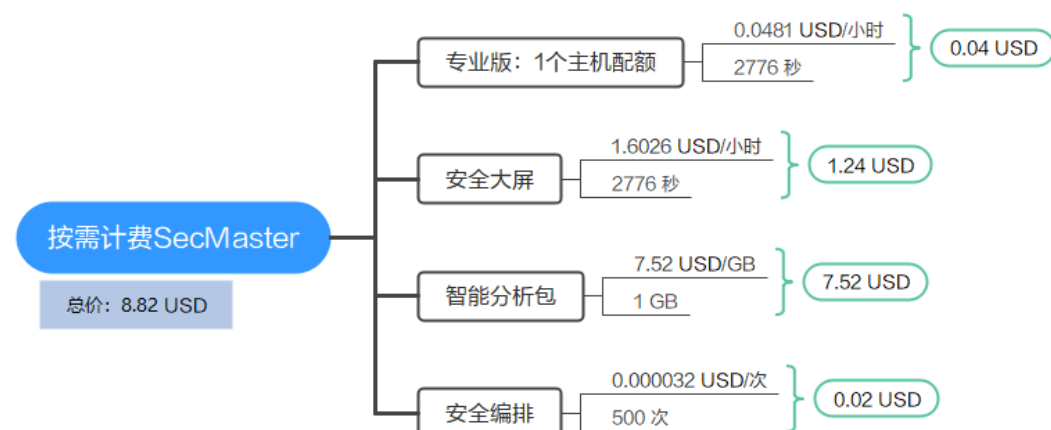 按需计费SecMaster
总价：8.82 USD
专业版：1个主机配额
0.0481 USD/小时
2776 秒
0.04 USD
安全大屏
1.6026 USD/小时
2776 秒
1.24 USD
智能分析包
7.52 USD/GB
1 GB
7.52 USD
安全编排
0.000032 USD/次
500 次
0.02 USD